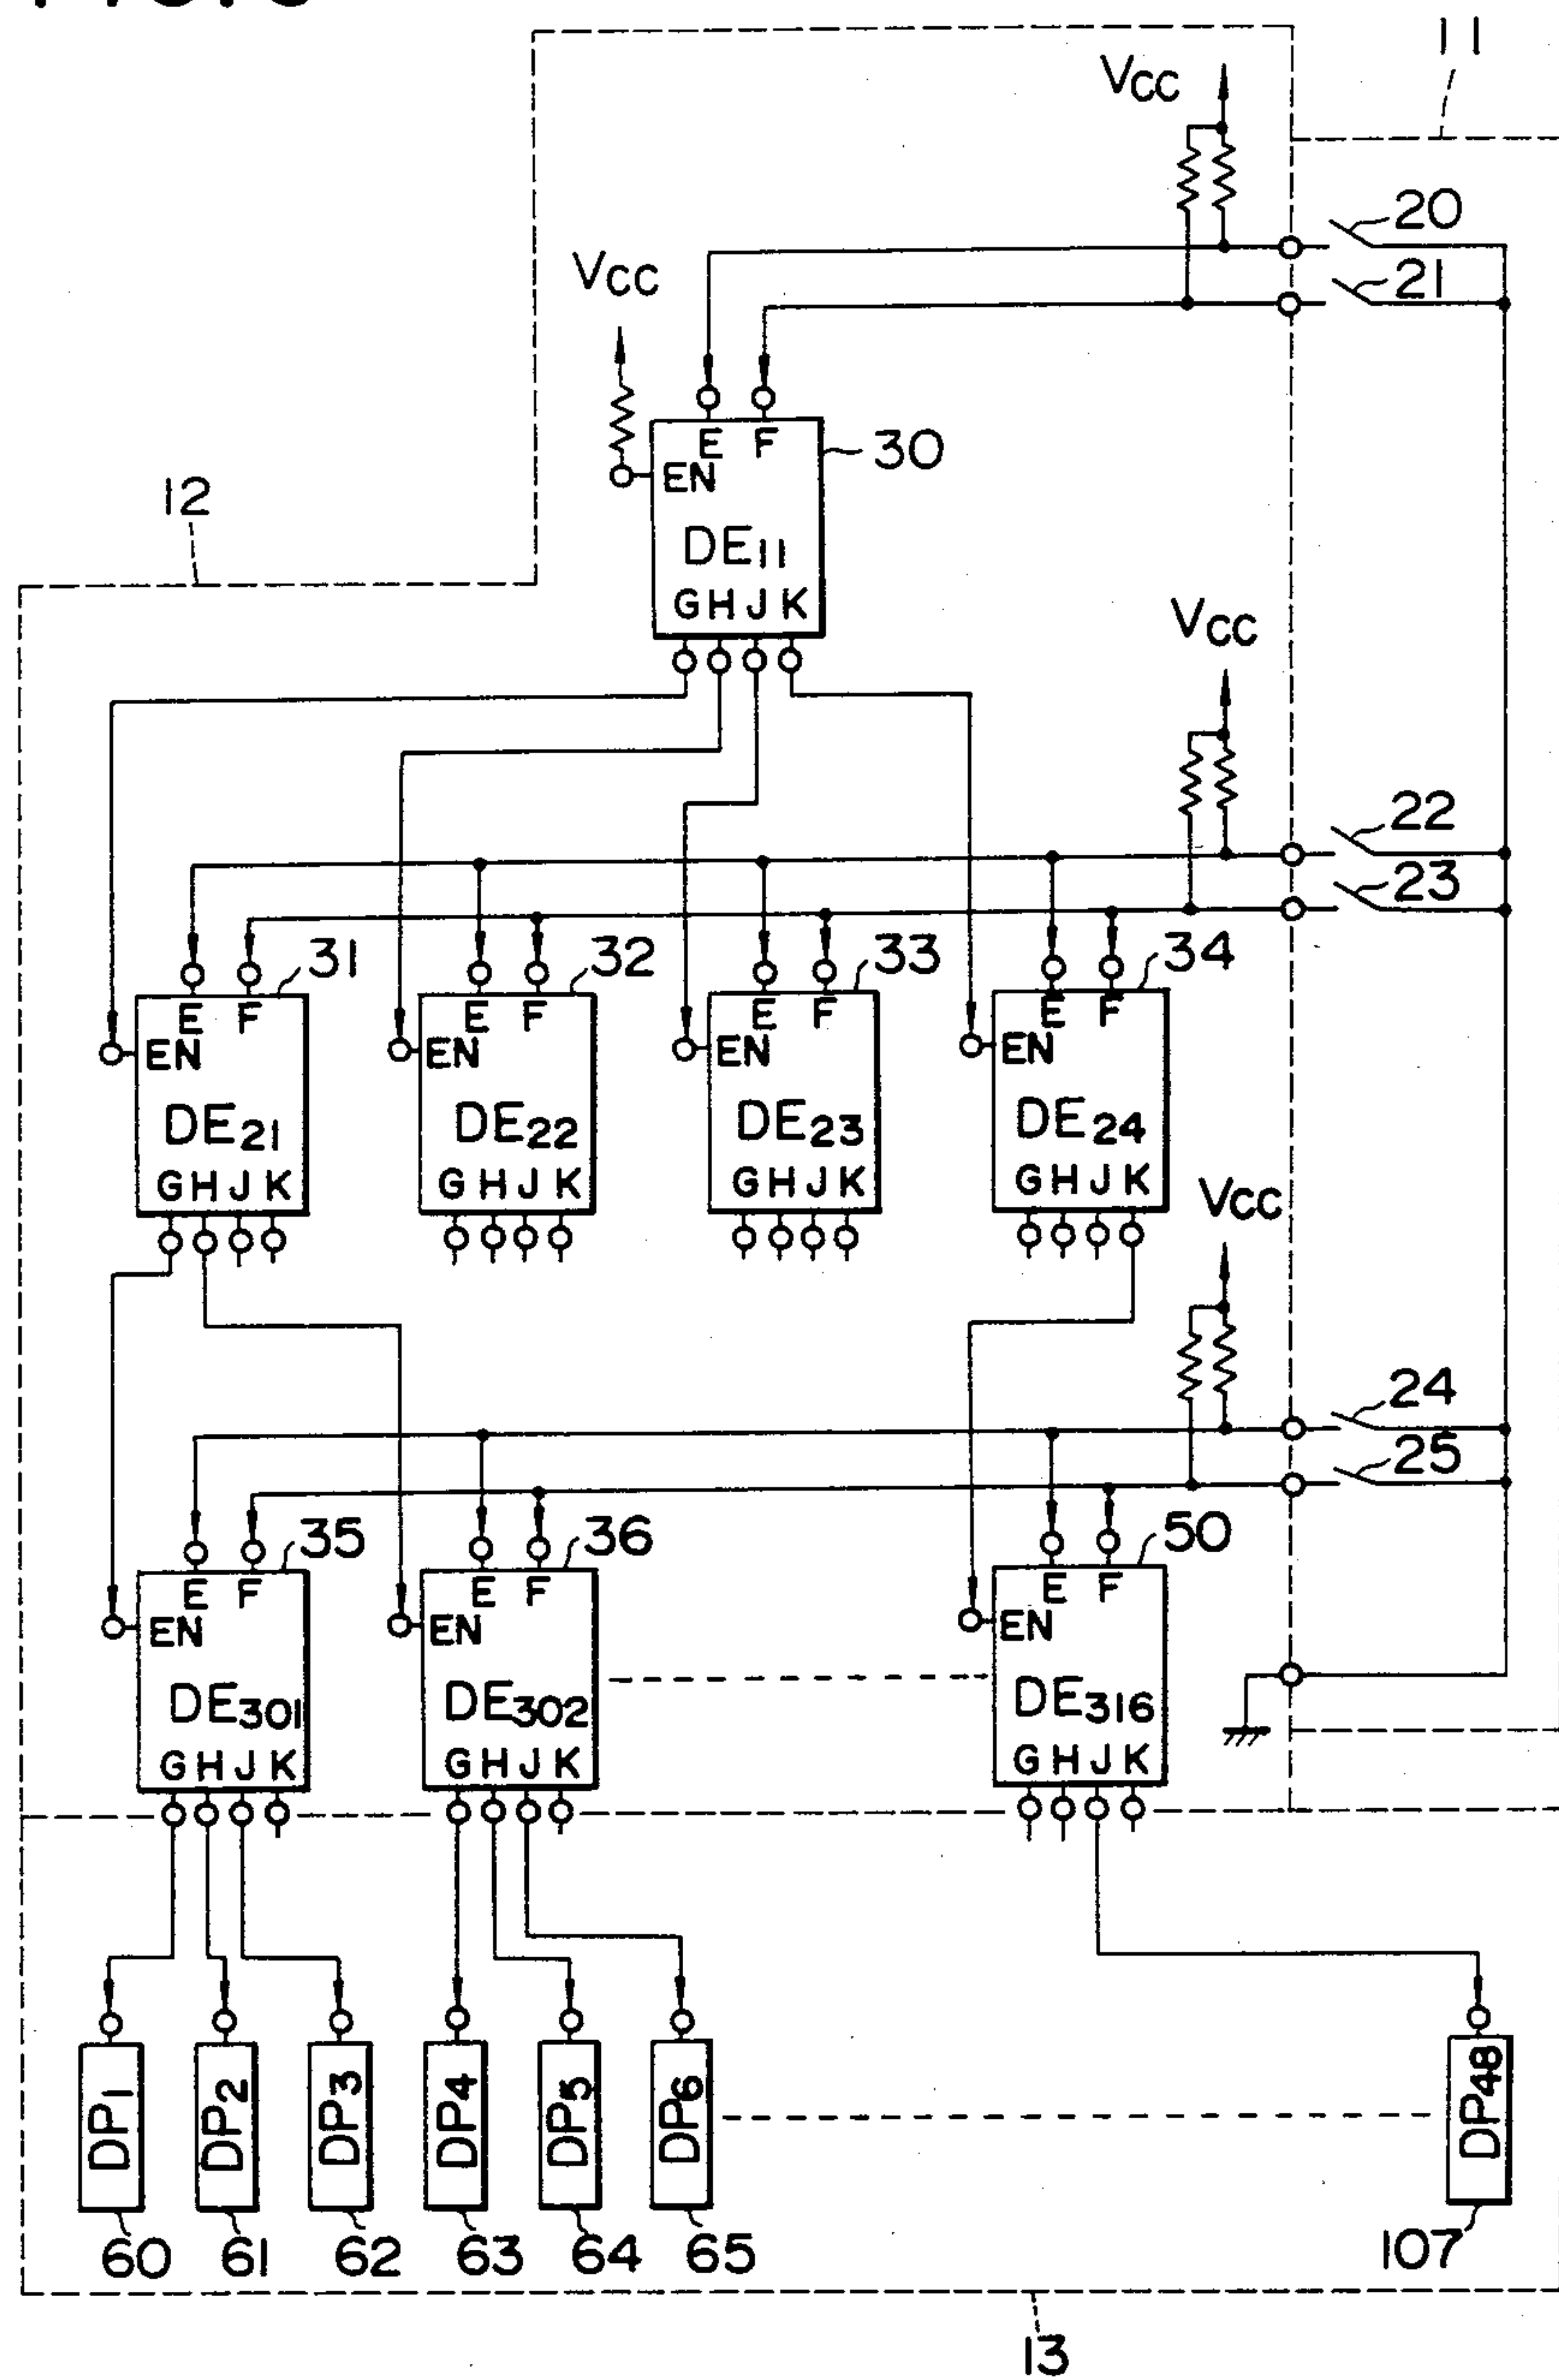 11
VCC
20
VCC
21
E F 30
EN
12
DE11
G H J K
VCC
22
23
31 32 33 34
E F E F E F E F
EN EN EN EN
DE21 DE22 DE23 DE24
G H J K G H J K G H J K G H J K
VCC
24
25
35 36 50
E F E F E F
EN EN EN
DE301 DE302 DE316
G H J K G H J K G H J K
DP1 DP2 DP3 DP4 DP5 DP6 DP48
60 61 62 63 64 65 107
13